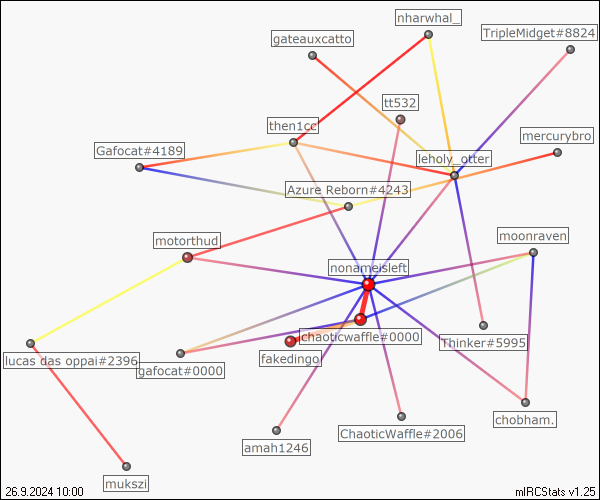 nharwhal_
TripleMidget#8824
gateauxcatto
tt532
then1cc
mercurybro
Gafocat#4189
leholy_otter
Azure Reborn#4243
motorthud
moonraven
nonameisleft
chaoticwaffle#0000
Thinker#5995
fakedingo
lucas das oppai#2396
gafocat#0000
chobham.
ChaoticWaffle#2006
amah1246
mukszi
26.9.2024 10:00
mIRCStats v1.25